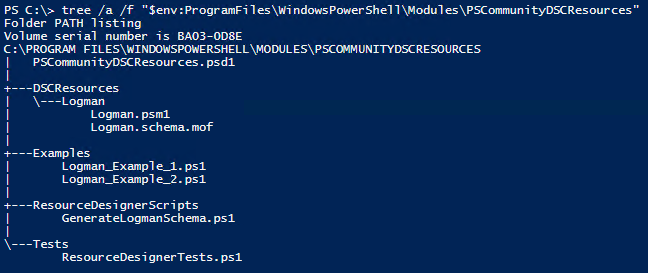 PS C:\> tree /a /f "$env:ProgramFiles\WindowsPowerShell\Modules\PSCommunityDSCResources"
Folder PATH listing
Volume serial number is BA03-0D8E
C:\PROGRAM FILES\WINDOWSPOWERSHELL\MODULES\PSCOMMUNITYDSCRESOURCES
|   PSCommunityDSCResources.psd1
|
+---DSCResources
|   \---Logman
|           Logman.psm1
|           Logman.schema.mof
|
+---Examples
|       Logman_Example_1.ps1
|       Logman_Example_2.ps1
|
+---ResourceDesignerScripts
|       GenerateLogmanSchema.ps1
|
\---Tests
        ResourceDesignerTests.ps1